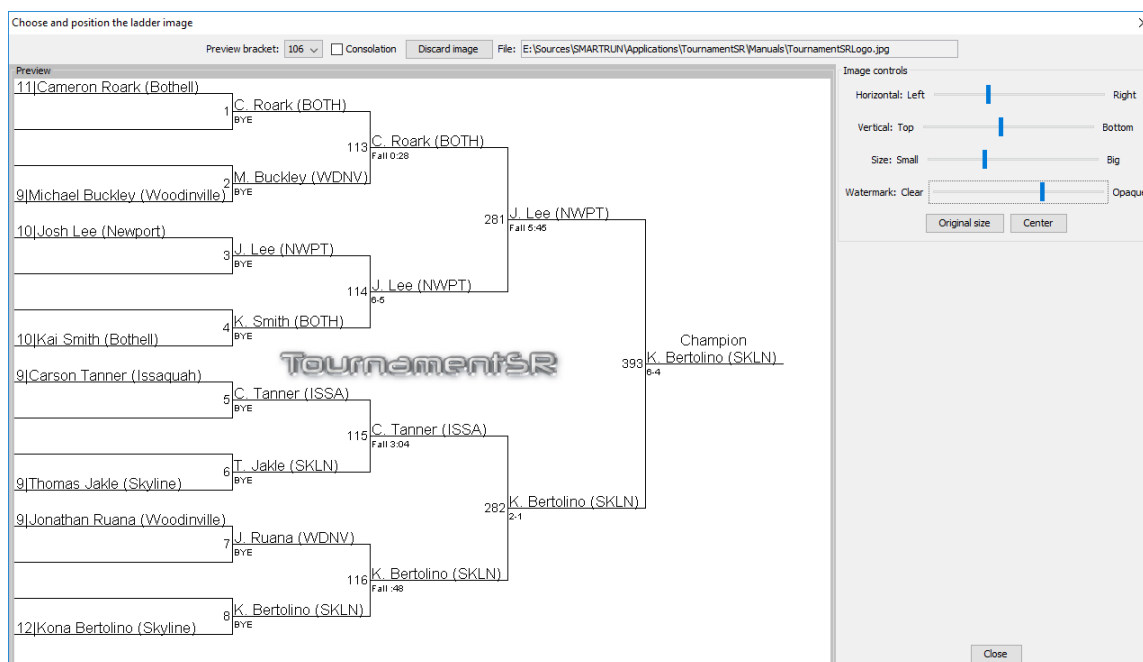 Choose and position the ladder image
Preview bracket: 106 Consolation Discard image File: E:\Sources\SMARTRUN\Applications\TournamentSR\Manuals\TournamentSRLogo.jpg
Preview
11|Cameron Roark (Bothell)
1 C. Roark (BOTH)
BYE
113 C. Roark (BOTH)
Fall 0:28
2 M. Buckley (WDNV)
BYE
9|Michael Buckley (Woodinville)
281 J. Lee (NWPT)
Fall 5:45
10|Josh Lee (Newport)
3 J. Lee (NWPT)
BYE
114 J. Lee (NWPT)
6-5
4 K. Smith (BOTH)
BYE
10|Kai Smith (Bothell)
TournamentSR
Champion
393 K. Bertolino (SKLN)
6-4
9|Carson Tanner (Issaquah)
5 C. Tanner (ISSA)
BYE
115 C. Tanner (ISSA)
Fall 3:04
6 T. Jakle (SKLN)
BYE
9|Thomas Jakle (Skyline)
282 K. Bertolino (SKLN)
2-1
9|Jonathan Ruana (Woodinville)
7 J. Ruana (WDNV)
BYE
116 K. Bertolino (SKLN)
Fall :48
8 K. Bertolino (SKLN)
BYE
12|Kona Bertolino (Skyline)
Image controls
Horizontal: Left Right
Vertical: Top Bottom
Size: Small Big
Watermark: Clear Opaque
Original size Center
Close